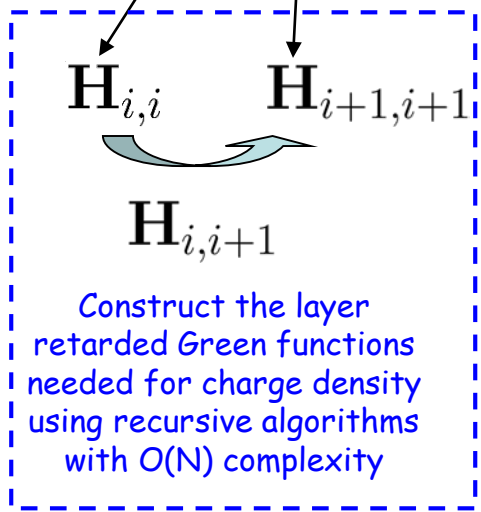 H_{i,i} H_{i+1,i+1}
H_{i,i+1}
Construct the layer
retarded Green functions
needed for charge density
using recursive algorithms
with O(N) complexity